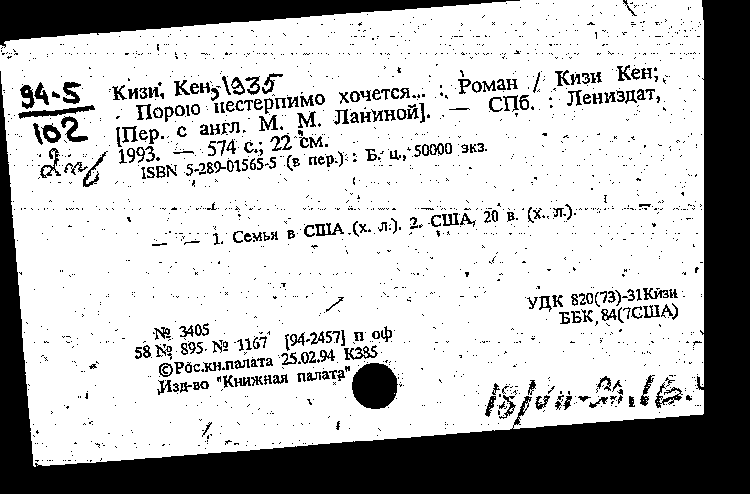 94-5
102
Кизи, Кен, 1935
Порою нестерпимо хочется... : Роман / Кизи Кен;
[Пер. с англ. М. М. Ланиной]. — СПб. : Лениздат,
1993. — 574 с.; 22 см.
ISBN 5-289-01565-5 (в пер.) : Б. ц., 50000 экз.
— — 1. Семья в США (х. л.). 2. США, 20 в. (х. л.).
УДК 820(73)-31Кизи
ББК 84(7США)
№ 3405
58 № 895 № 1167 [94-2457] п оф
©Рос.кн.палата 25.02.94 К385
Изд-во "Книжная палата"